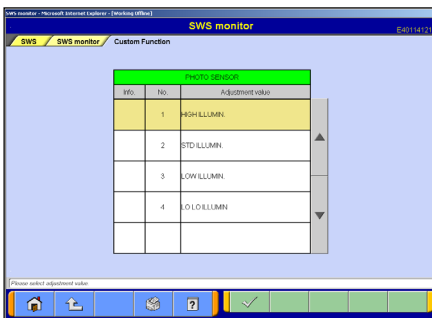 SWS monitor - Microsoft Internet Explorer - [Working Offline]
SWS monitor
E40114121
SWS SWS monitor Custom Function
PHOTO SENSOR
Info. No. Adjustment value
1 HIGH ILLUMIN.
2 STD ILLUMIN.
3 LOW ILLUMIN.
4 LO LO ILLUMIN
Please select adjustment value
?